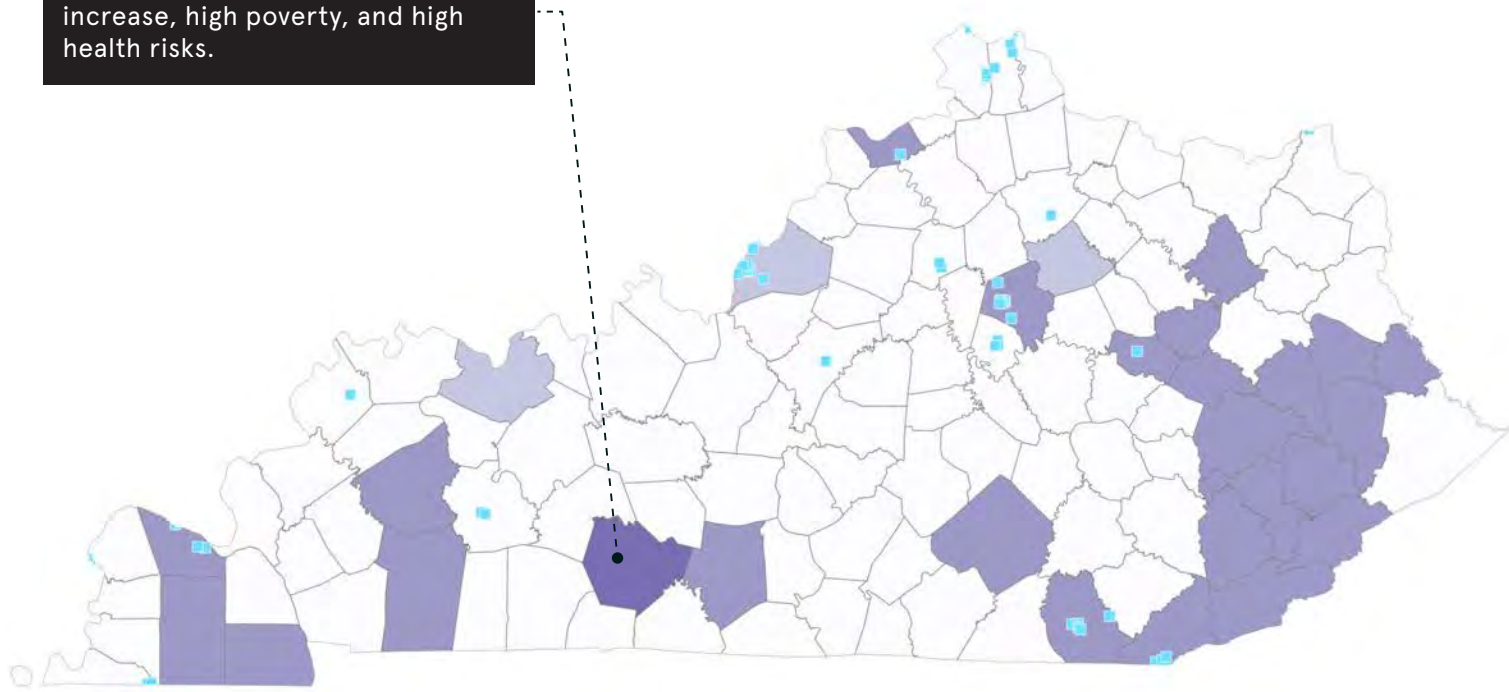 increase, high poverty, and high
health risks.